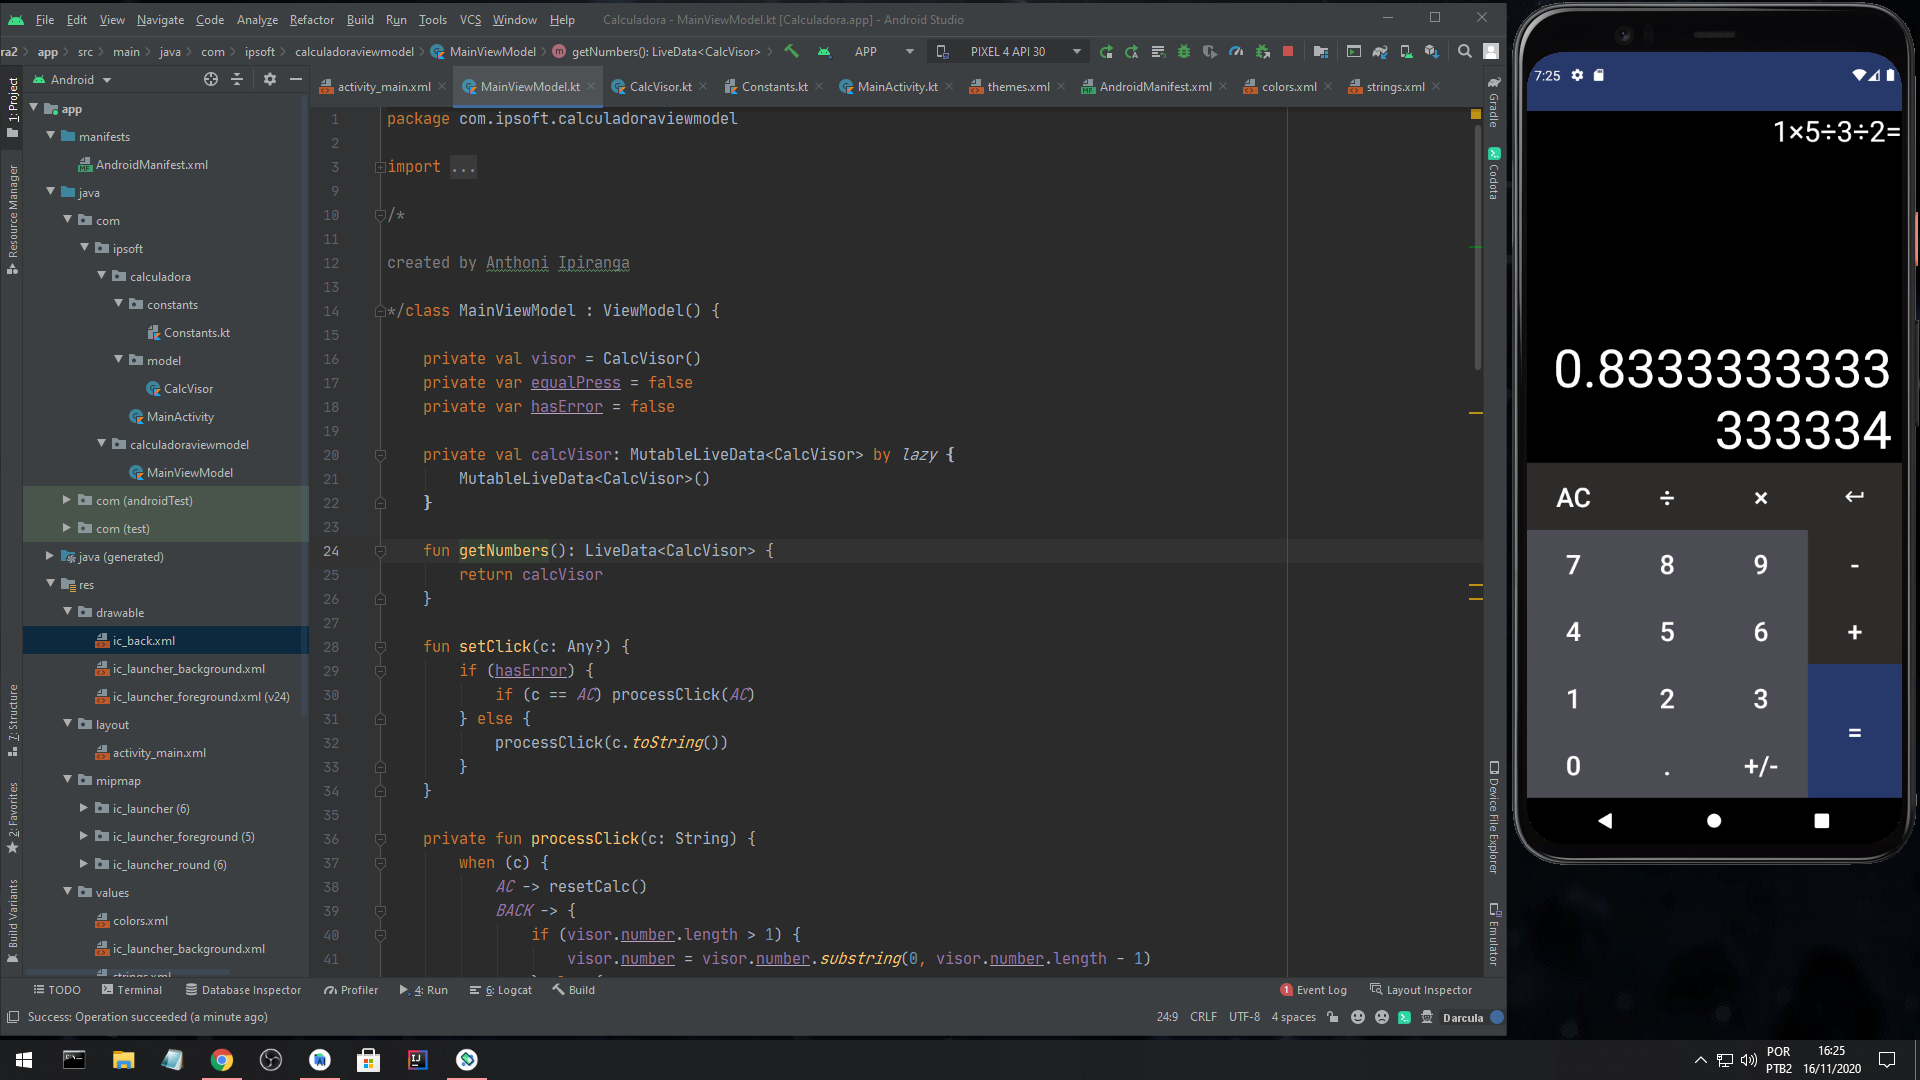 File Edit View Navigate Code Analyze Refactor Build Run Tools VCS Window Help Calculadora - MainViewModel.kt [Calculadora.app] - Android Studio
ra2 app src main java com ipsoft calculadoraviewmodel MainViewModel getNumbers(): LiveData<CalcVisor> APP PIXEL 4 API 30
Android
activity_main.xml MainViewModel.kt CalcVisor.kt Constants.kt MainActivity.kt themes.xml AndroidManifest.xml colors.xml strings.xml
1: Project
Resource Manager
7: Structure
2: Favorites
Build Variants
app
manifests
AndroidManifest.xml
java
com
ipsoft
calculadora
constants
Constants.kt
model
CalcVisor
MainActivity
calculadoraviewmodel
MainViewModel
com (androidTest)
com (test)
java (generated)
res
drawable
ic_back.xml
ic_launcher_background.xml
ic_launcher_foreground.xml (v24)
layout
activity_main.xml
mipmap
ic_launcher (6)
ic_launcher_foreground (5)
ic_launcher_round (6)
values
colors.xml
ic_launcher_background.xml
strings.xml
1 package com.ipsoft.calculadoraviewmodel
2
3 import ...
9
10 /*
11
12 created by Anthoni Ipiranga
13
14 */class MainViewModel : ViewModel() {
15
16 private val visor = CalcVisor()
17 private var equalPress = false
18 private var hasError = false
19
20 private val calcVisor: MutableLiveData<CalcVisor> by lazy {
21 MutableLiveData<CalcVisor>()
22 }
23
24 fun getNumbers(): LiveData<CalcVisor> {
25 return calcVisor
26 }
27
28 fun setClick(c: Any?) {
29 if (hasError) {
30 if (c == AC) processClick(AC)
31 } else {
32 processClick(c.toString())
33 }
34 }
35
36 private fun processClick(c: String) {
37 when (c) {
38 AC -> resetCalc()
39 BACK -> {
40 if (visor.number.length > 1) {
41 visor.number = visor.number.substring(0, visor.number.length - 1)
Gradle
Codota
Device File Explorer
Emulator
TODO Terminal Database Inspector Profiler 4: Run 6: Logcat Build 1 Event Log Layout Inspector
Success: Operation succeeded (a minute ago) 24:9 CRLF UTF-8 4 spaces Darcula
7:25
1×5÷3÷2=
0.8333333333
333334
AC ÷ × ↵
7 8 9 -
4 5 6 +
1 2 3 =
0 . +/-
POR 16:25
PTB2 16/11/2020